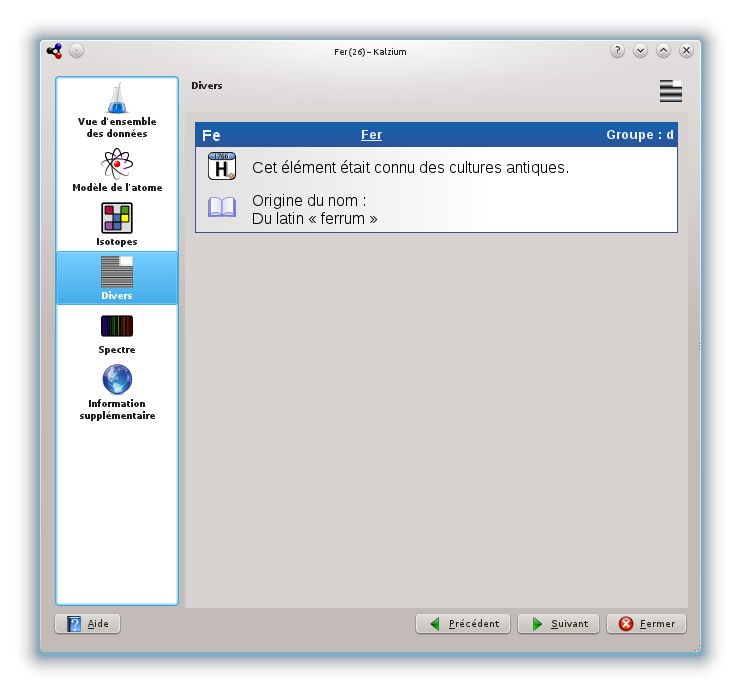 Fer (26) – Kalzium
?
Vue d'ensemble
des données
Modèle de l'atome
Isotopes
Divers
Spectre
Information
supplémentaire
Divers
Fe Fer Groupe : d
1766
H
Cet élément était connu des cultures antiques.
Origine du nom :
Du latin « ferrum »
? Aide
Précédent
Suivant
Fermer